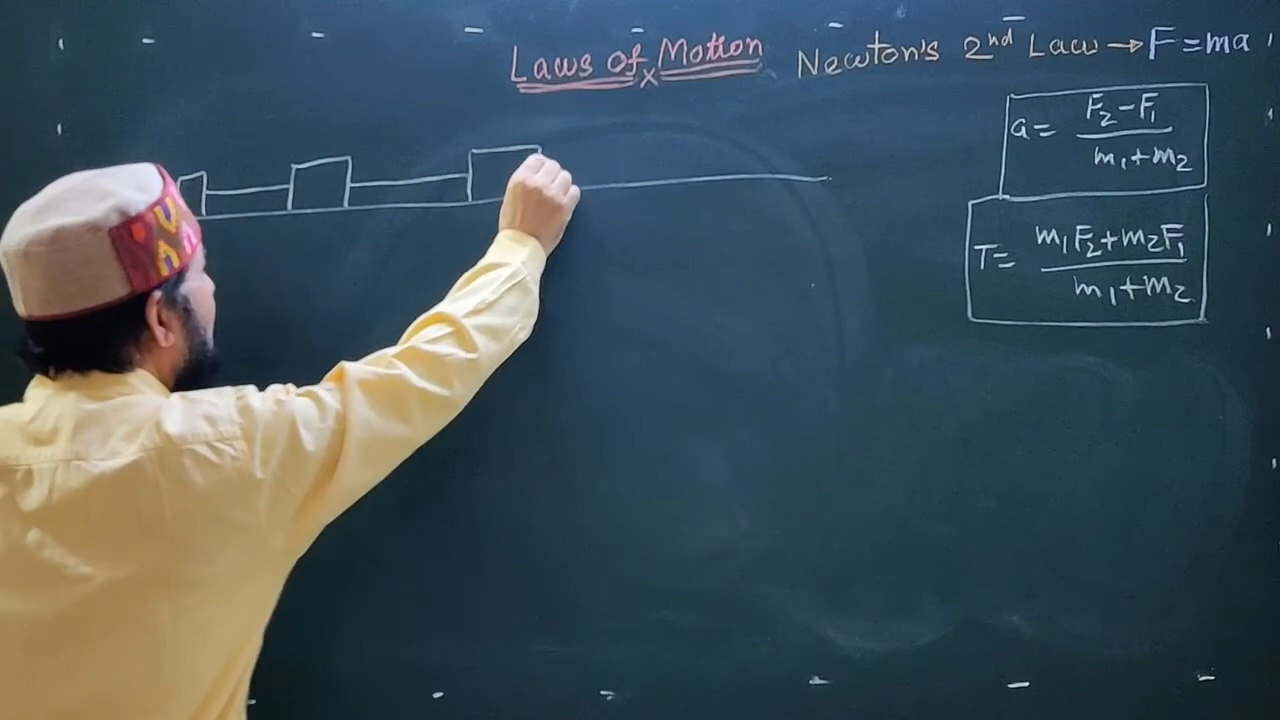 Laws of Motion Newton's 2nd Law → F = ma
x
a = F₂ - F₁ / m₁ + m₂
T = m₁F₂ + m₂F₁ / m₁ + m₂